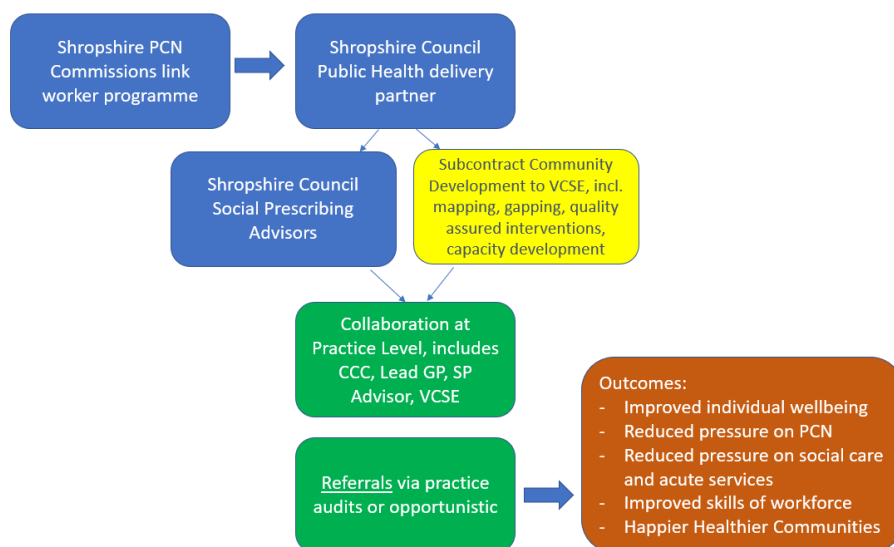 Shropshire PCN
Commissions link
worker programme
Shropshire Council
Public Health delivery
partner
Shropshire Council
Social Prescribing
Advisors
Subcontract Community
Development to VCSE, incl.
mapping, gapping, quality
assured interventions,
capacity development
Collaboration at
Practice Level, includes
CCC, Lead GP, SP
Advisor, VCSE
Referrals via practice
audits or opportunistic
Outcomes:
- Improved individual wellbeing
- Reduced pressure on PCN
- Reduced pressure on social care
and acute services
- Improved skills of workforce
- Happier Healthier Communities